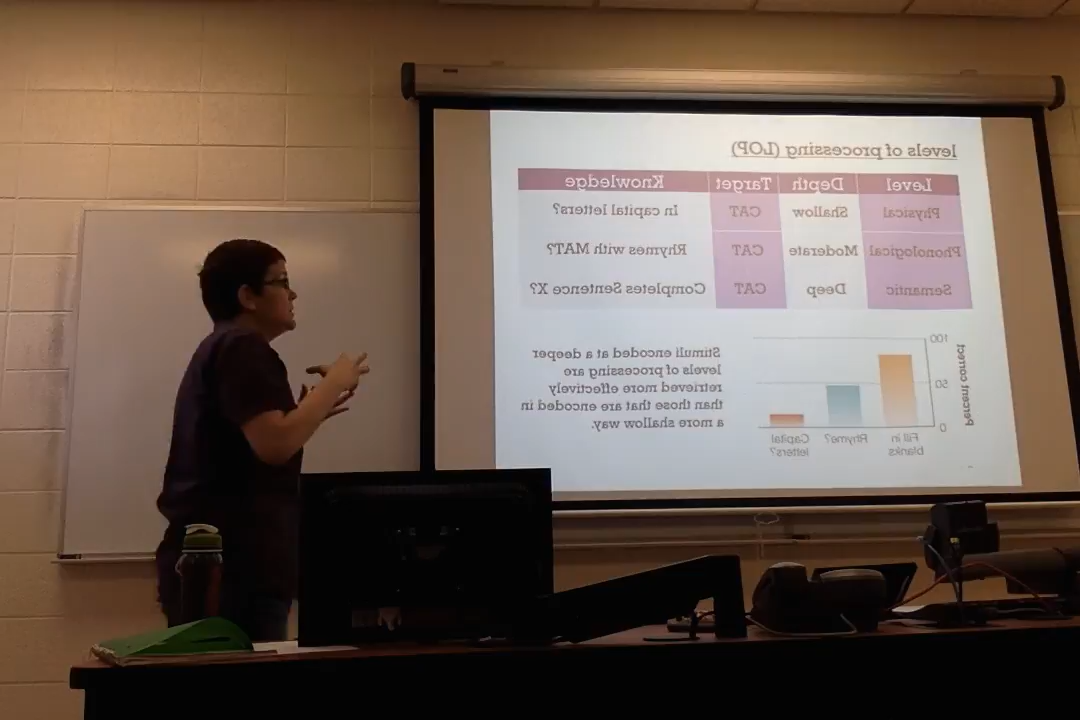 levels of processing (LOP)
Level Depth Target Knowledge
Physical Shallow CAT In capital letters?
Phonological Moderate CAT Rhymes with MAT?
Semantic Deep CAT Completes Sentence X?
Stimuli encoded at a deeper
levels of processing are
retrieved more effectively
than those that are encoded in
a more shallow way.
Percent correct
100
50
0
Fill in
blanks
Rhyme?
Capital
letters?